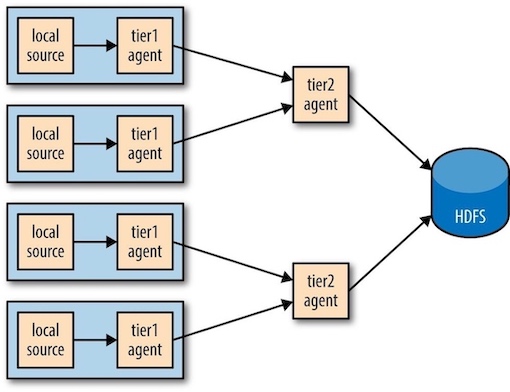 local
source
tier1
agent
local
source
tier1
agent
tier2
agent
HDFS
local
source
tier1
agent
local
source
tier1
agent
tier2
agent